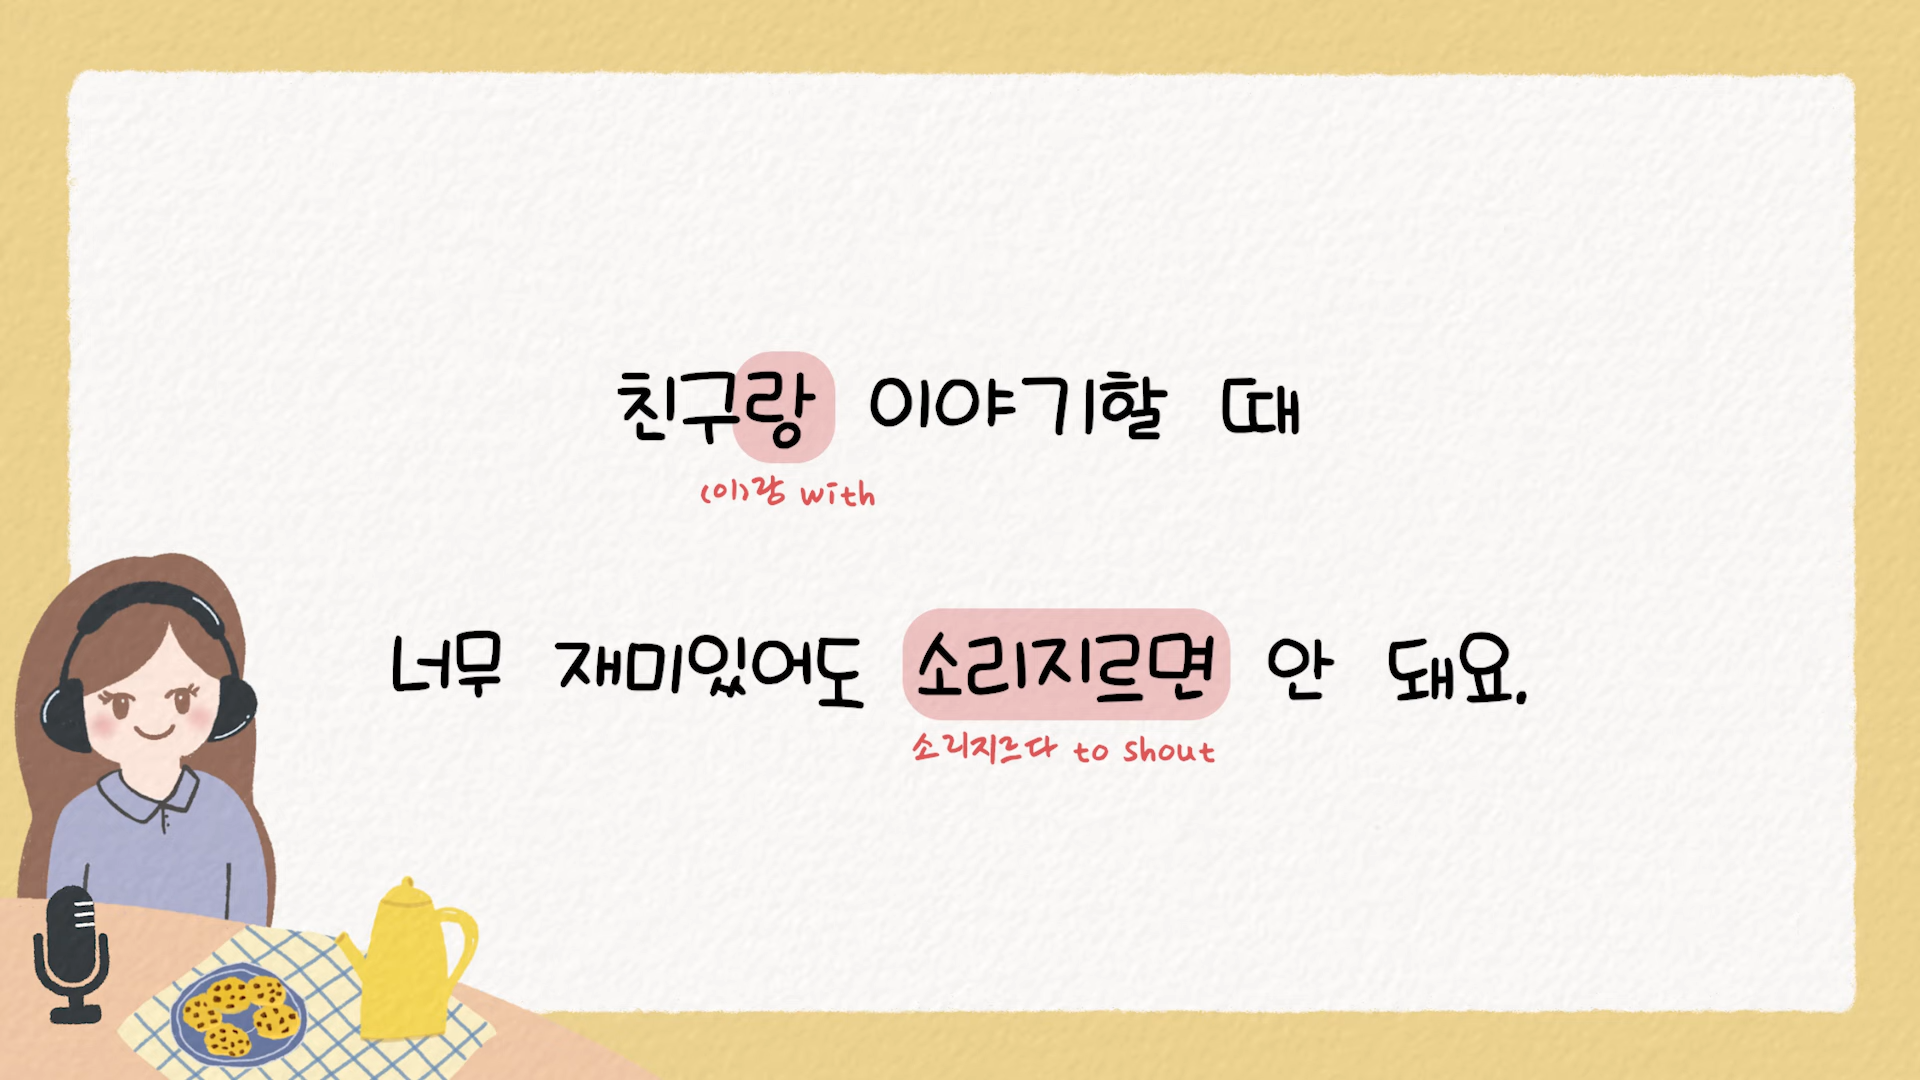 친구랑 이야기할 때
(이)랑 with
너무 재미있어도 소리지르면 안 돼요.
소리지르다 to shout